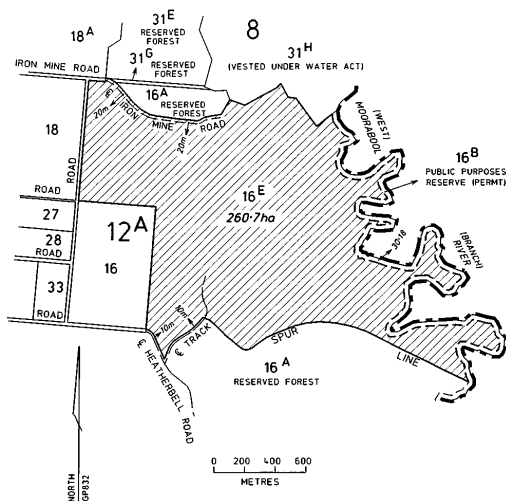 31E
RESERVED
FOREST
18A
8
31G
RESERVED
FOREST
31H
(VESTED UNDER WATER ACT)
IRON MINE ROAD
16A
RESERVED
FOREST
℄
20m
IRON MINE ROAD
20m
18
ROAD
(WEST)
MOORABOOL
16B
PUBLIC PURPOSES
RESERVE (PERMT)
16E
260·7ha
ROAD
27
12A
28
ROAD
16
30·18
(BRANCH)
RIVER
33
ROAD
ROAD
10m
10m
℄ TRACK
SPUR
LINE
℄ HEATHERBELL ROAD
16A
RESERVED FOREST
0 200 400 600
METRES
NORTH
GP832